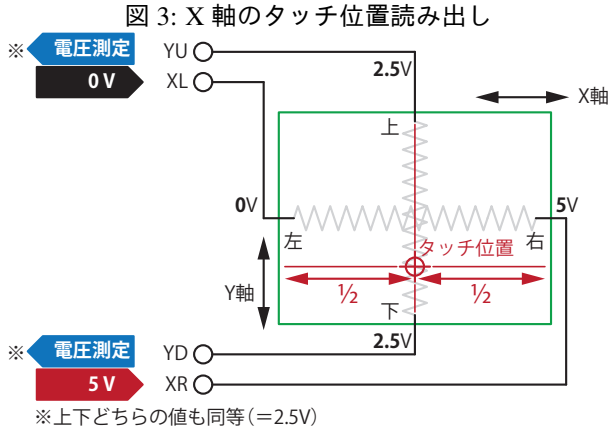 図 3: X 軸のタッチ位置読み出し
※ 電圧測定 YU
0 V XL
2.5V
X軸
上
0V
5V
左
右
タッチ位置
Y軸
½ ½
下
2.5V
※ 電圧測定 YD
5 V XR
※上下どちらの値も同等(=2.5V)